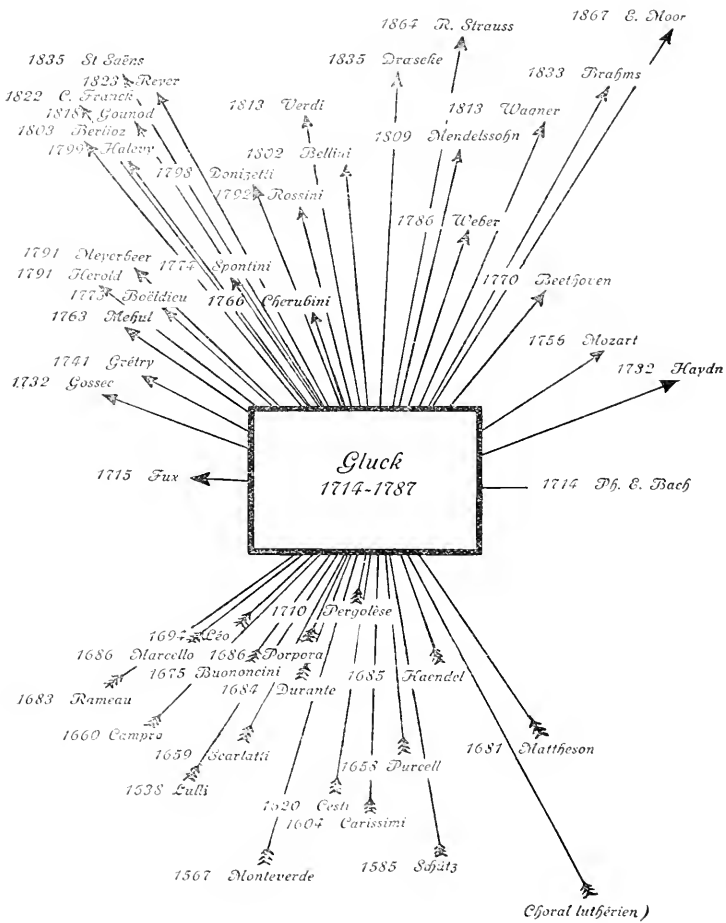 1867 E. Moor
1864 R. Strauss
1835 St Saëns
1835 Draseke
1833 Brahms
1823 Reyer
1822 C. Franck
1818 Gounod
1813 Verdi
1813 Wagner
1803 Berlioz
1809 Mendelssohn
1799 Halevy
1802 Bellini
1798 Donizetti
1792 Rossini
1786 Weber
1791 Meyerbeer
1774 Spontini
1791 Herold
1770 Beethoven
1775 Boëldieu
1766 Cherubini
1763 Mehul
1756 Mozart
1741 Grétry
1732 Haydn
1732 Gossec
Gluck
1714-1787
1715 Fux
1714 Ph. E. Bach
1710 Pergolèse
1694 Léo
1686 Marcello
1686 Porpora
1675 Buononcini
1685 Haendel
1684 Durante
1683 Rameau
1660 Campra
1681 Mattheson
1659 Scarlatti
1658 Purcell
1638 Lulli
1620 Cesti
1604 Carissimi
1585 Schütz
1567 Monteverde
Choral luthérien)